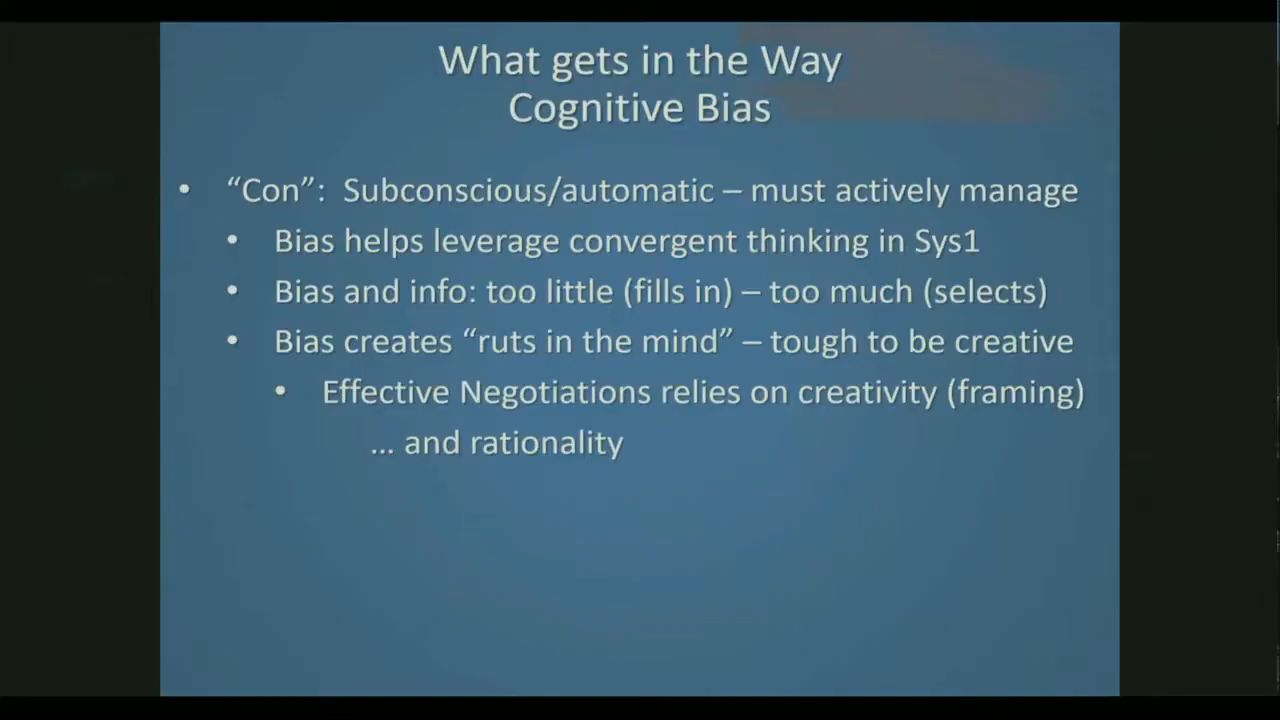 What gets in the Way
Cognitive Bias
• “Con”: Subconscious/automatic – must actively manage
• Bias helps leverage convergent thinking in Sys1
• Bias and info: too little (fills in) – too much (selects)
• Bias creates “ruts in the mind” – tough to be creative
• Effective Negotiations relies on creativity (framing)
… and rationality